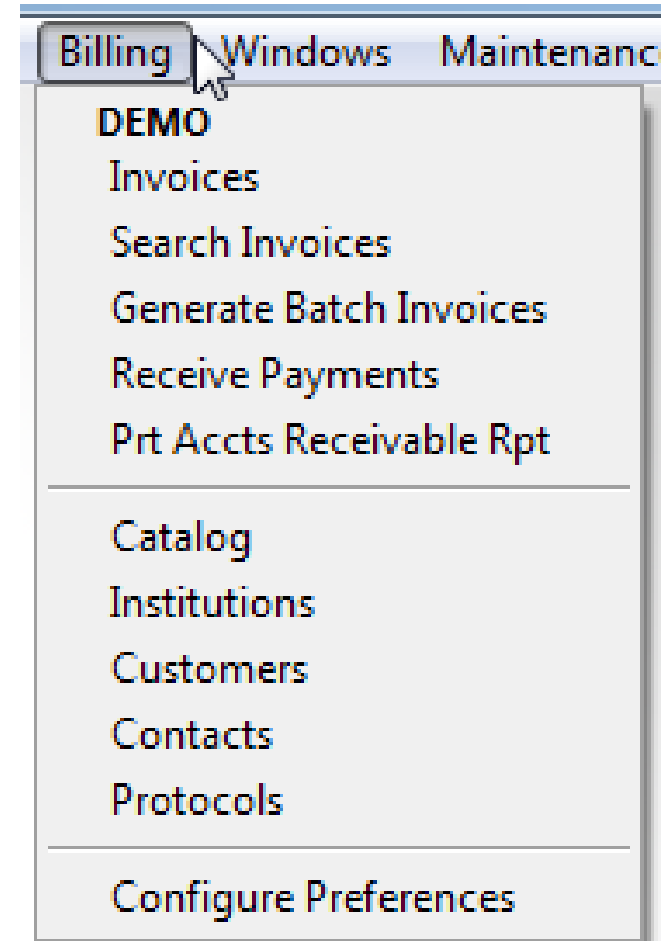 Billing Windows Maintenanc
DEMO
Invoices
Search Invoices
Generate Batch Invoices
Receive Payments
Prt Accts Receivable Rpt
Catalog
Institutions
Customers
Contacts
Protocols
Configure Preferences